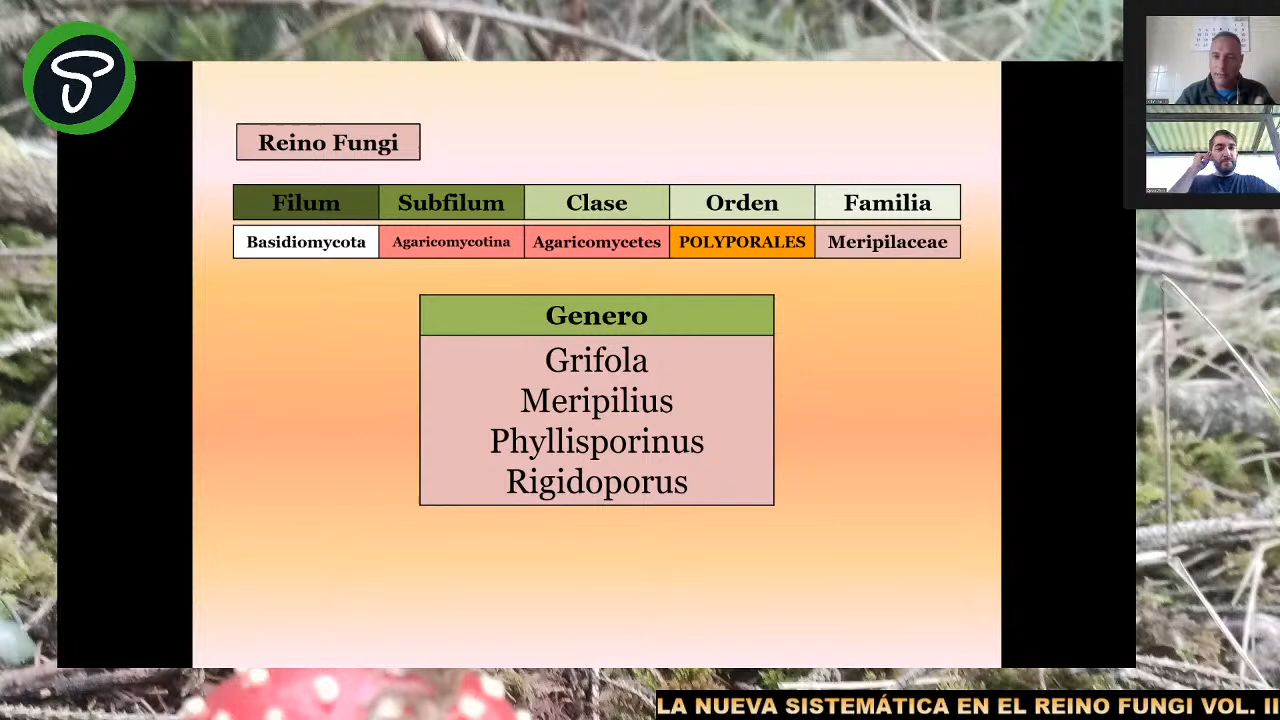 Reino Fungi
Filum Subfilum Clase Orden Familia
Basidiomycota Agaricomycotina Agaricomycetes POLYPORALES Meripilaceae
Genero
Grifola
Meripilius
Phyllisporinus
Rigidoporus
LA NUEVA SISTEMÁTICA EN EL REINO FUNGI VOL. II